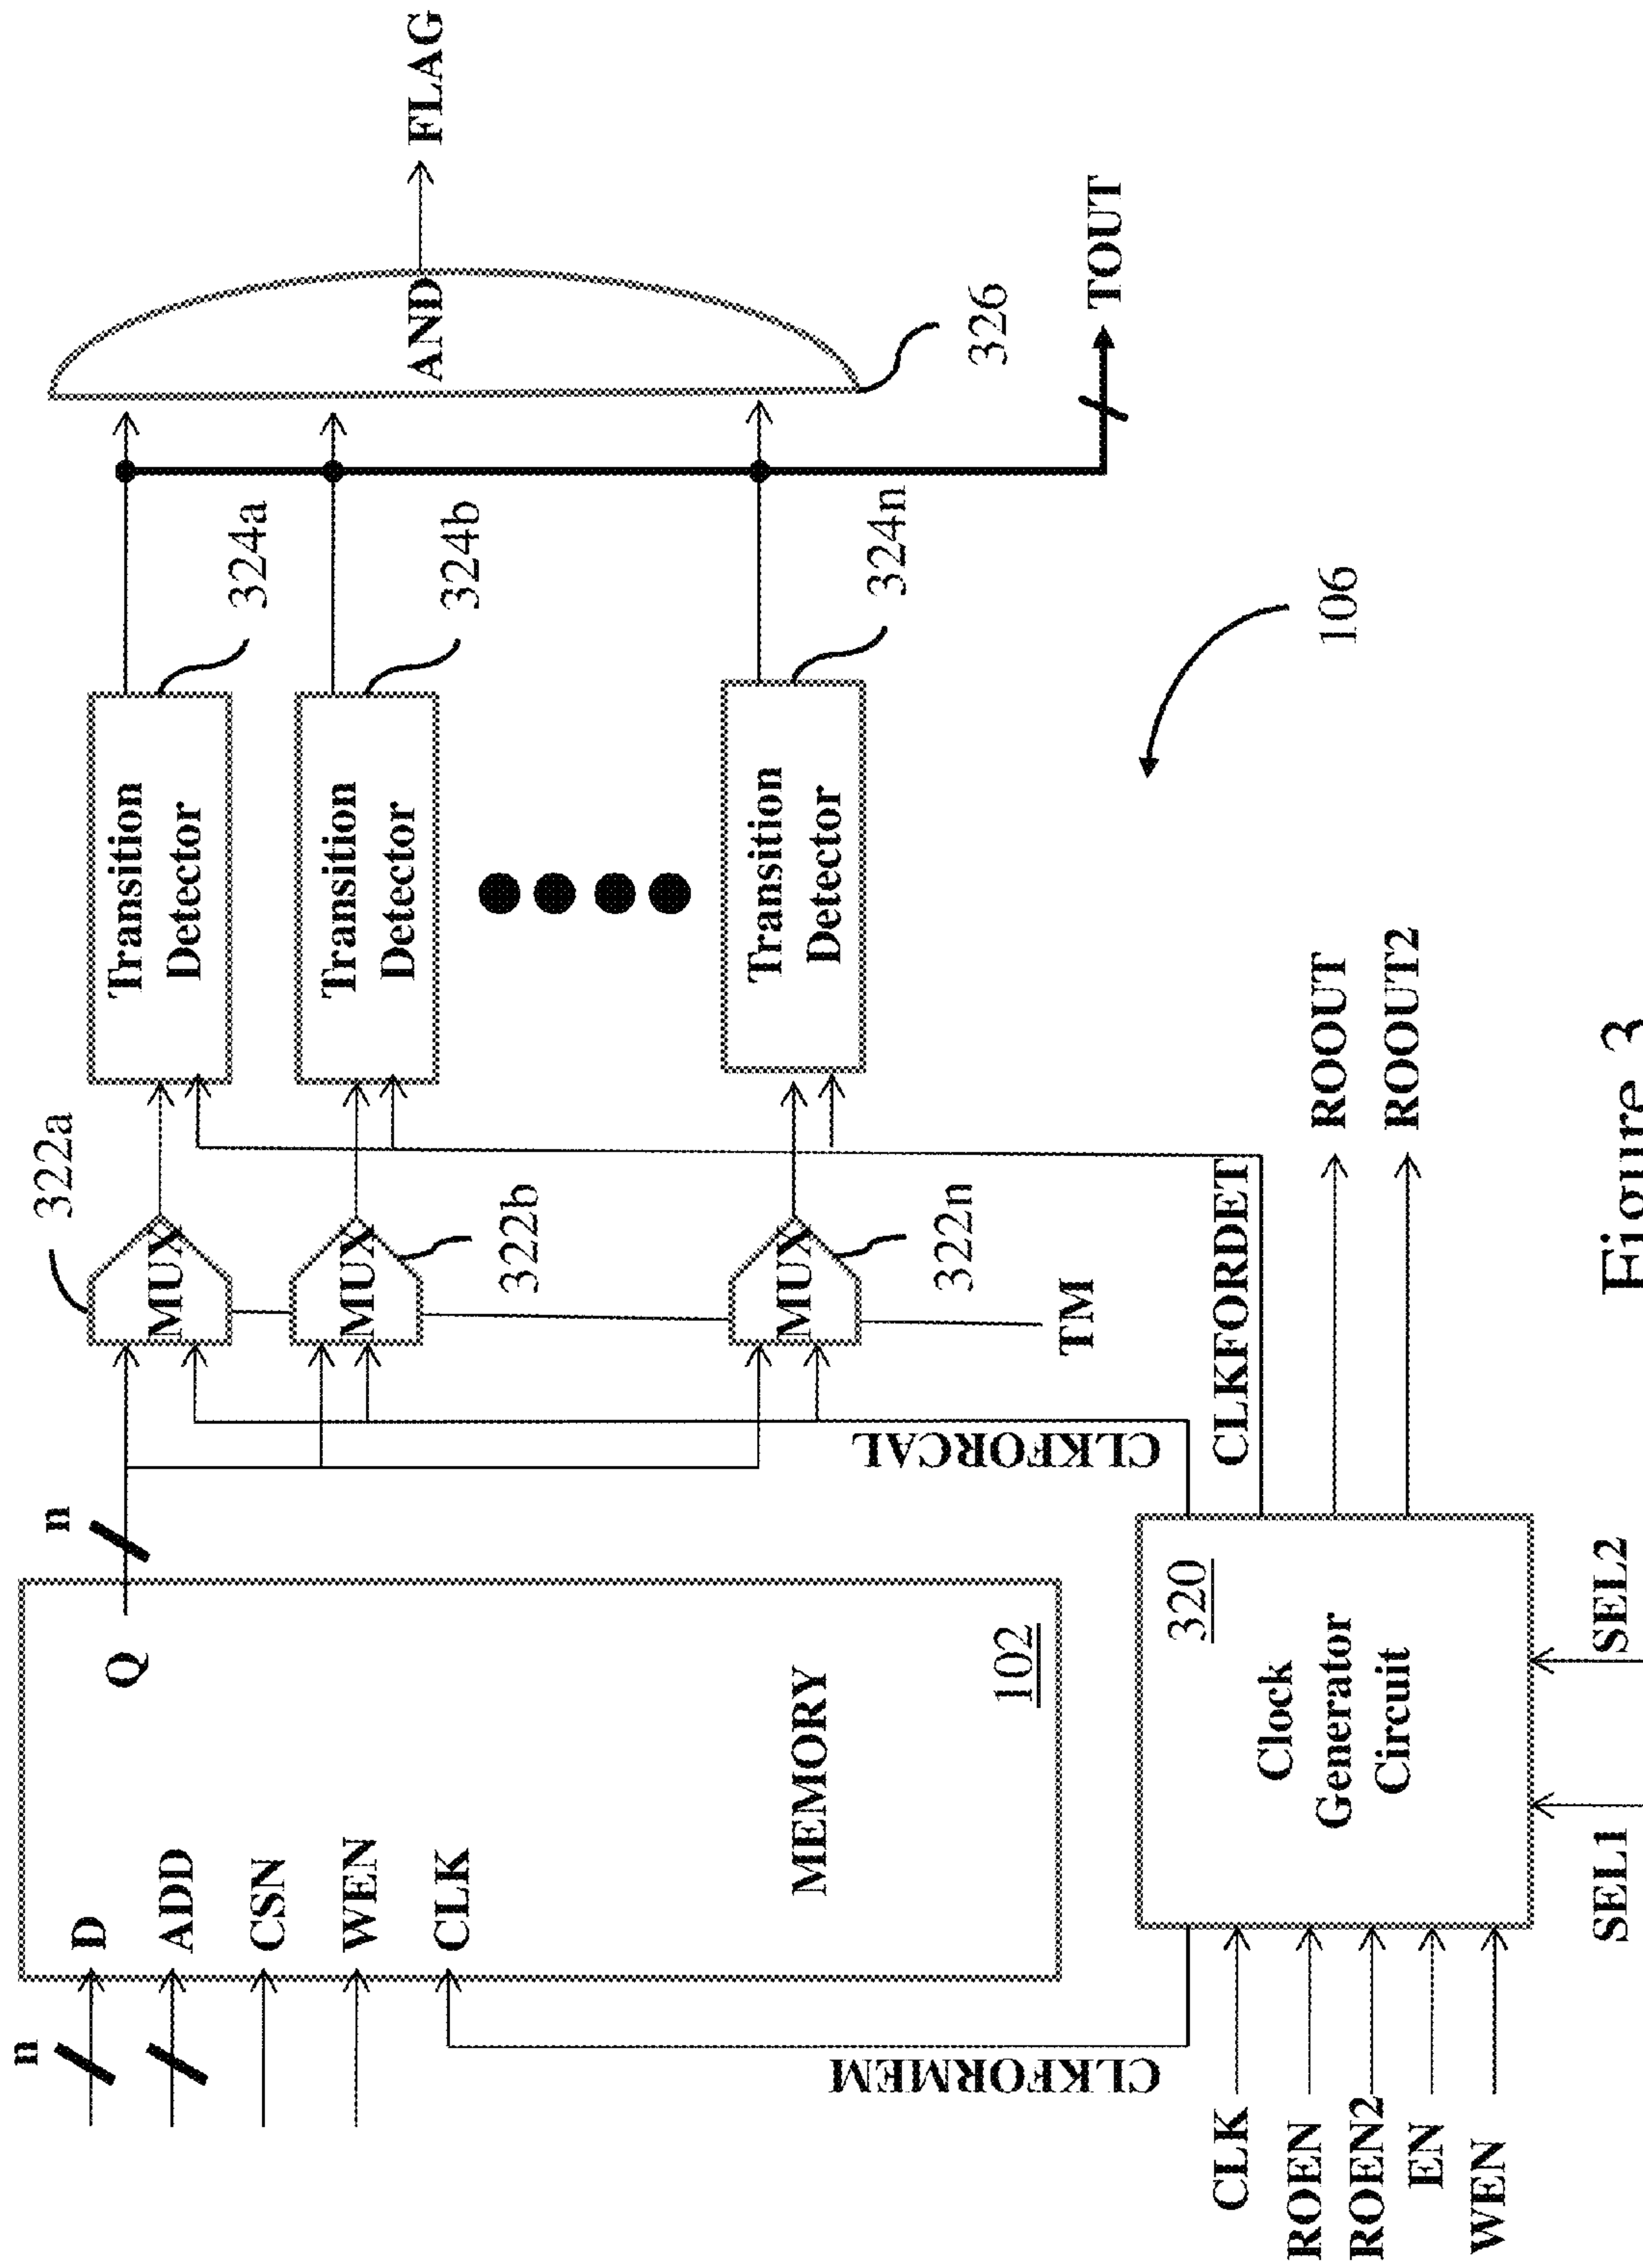 n
D
ADD
CSN
WEN
CLK
Q
n
MEMORY
102
CLKFORMEM
CLKFORCAL
322a
MUX
322b
MUX
322n
MUX
TM
Transition
Detector
324a
Transition
Detector
324b
Transition
Detector
324n
AND
FLAG
326
TOUT
106
CLK
ROEN
ROEN2
EN
WEN
320
Clock
Generator
Circuit
SEL1
SEL2
CLKFORDET
ROOUT
ROOUT2
Figure 3